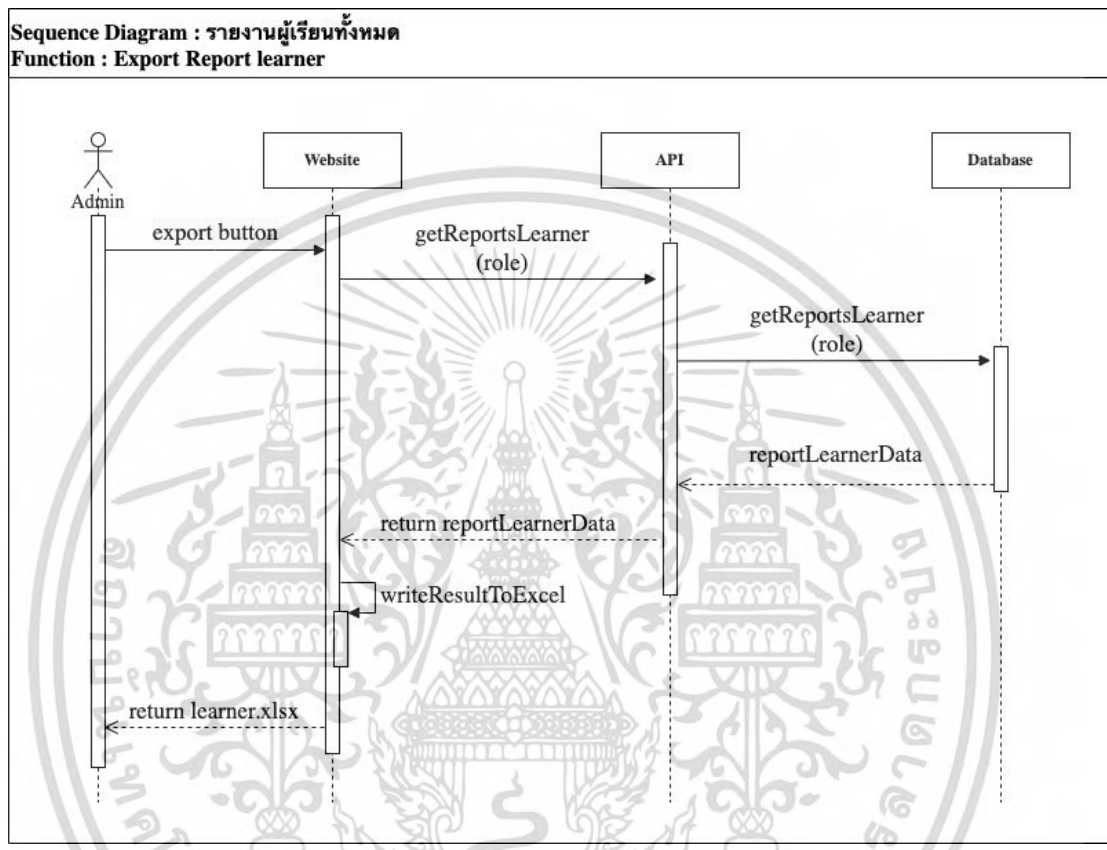 Sequence Diagram : รายงานผู้เรียนทั้งหมด
Function : Export Report learner
Admin
Website
API
Database
export button
getReportsLearner
(role)
getReportsLearner
(role)
reportLearnerData
return reportLearnerData
writeResultToExcel
return learner.xlsx